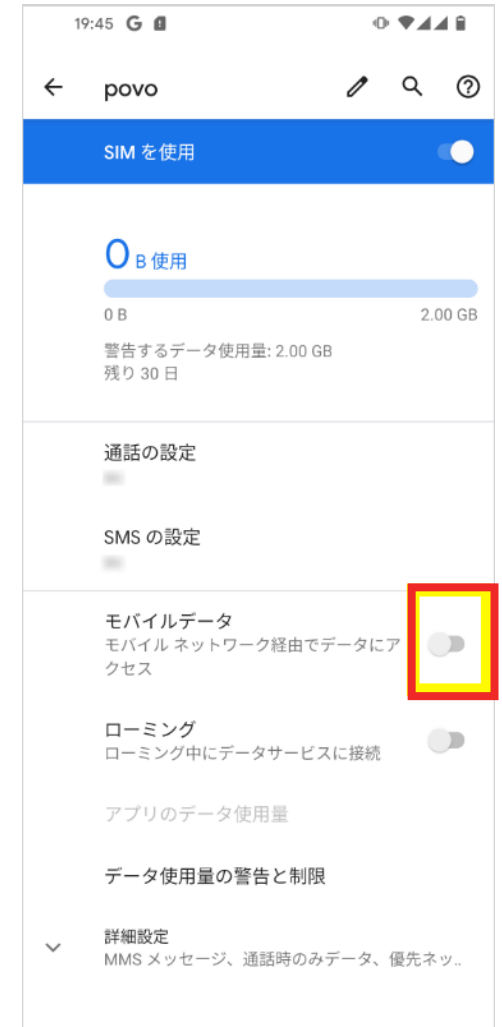 19:45 G
povo
SIM を使用
0 B 使用
0 B 2.00 GB
警告するデータ使用量: 2.00 GB
残り 30 日
通話の設定
SMS の設定
モバイルデータ
モバイル ネットワーク経由でデータにア
クセス
ローミング
ローミング中にデータサービスに接続
アプリのデータ使用量
データ使用量の警告と制限
詳細設定
MMS メッセージ、通話時のみデータ、優先ネッ..